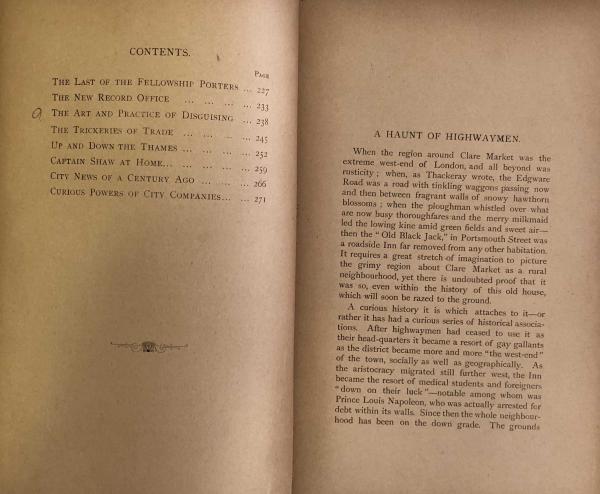 CONTENTS.
PAGE
THE LAST OF THE FELLOWSHIP PORTERS ... 227
THE NEW RECORD OFFICE ... ... ... ... 233
THE ART AND PRACTICE OF DISGUISING ... 238
THE TRICKERIES OF TRADE ... ... ... ... 245
UP AND DOWN THE THAMES ... ... ... ... 252
CAPTAIN SHAW AT HOME... ... ... ... ... 259
CITY NEWS OF A CENTURY AGO ... ... ... 266
CURIOUS POWERS OF CITY COMPANIES... ... 271
A HAUNT OF HIGHWAYMEN.
When the region around Clare Market was the
extreme west-end of London, and all beyond was
rusticity; when, as Thackeray wrote, the Edgware
Road was a road with tinkling waggons passing now
and then between fragrant walls of snowy hawthorn
blossoms; when the ploughman whistled over what
are now busy thoroughfares and the merry milkmaid
led the lowing kine amid green fields and sweet air—
then the "Old Black Jack," in Portsmouth Street was
a roadside Inn far removed from any other habitation.
It requires a great stretch of imagination to picture
the grimy region about Clare Market as a rural
neighbourhood, yet there is undoubted proof that it
was so, even within the history of this old house,
which will soon be razed to the ground.
A curious history it is which attaches to it—or
rather it has had a curious series of historical associa-
tions. After highwaymen had ceased to use it as
their head-quarters it became a resort of gay gallants
as the district became more and more "the west-end"
of the town, socially as well as geographically. As
the aristocracy migrated still further west, the Inn
became the resort of medical students and foreigners
"down on their luck"—notable among whom was
Prince Louis Napoleon, who was actually arrested for
debt within its walls. Since then the whole neighbour-
hood has been on the down grade. The grounds